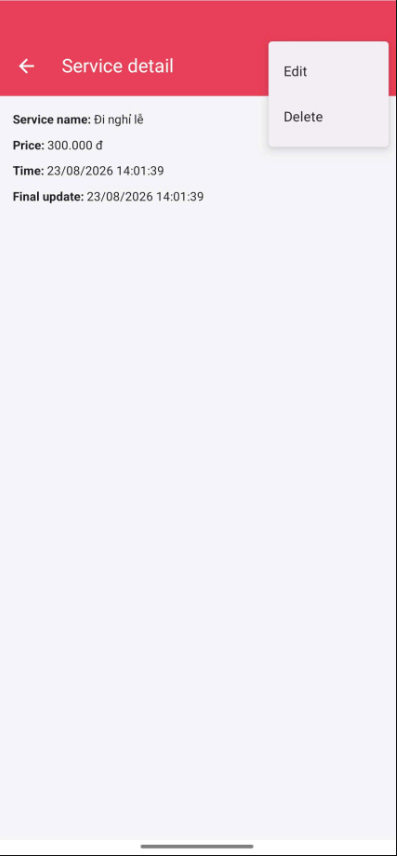 Service detail
Edit
Delete
Service name: Đi nghỉ lễ
Price: 300.000 đ
Time: 23/08/2026 14:01:39
Final update: 23/08/2026 14:01:39